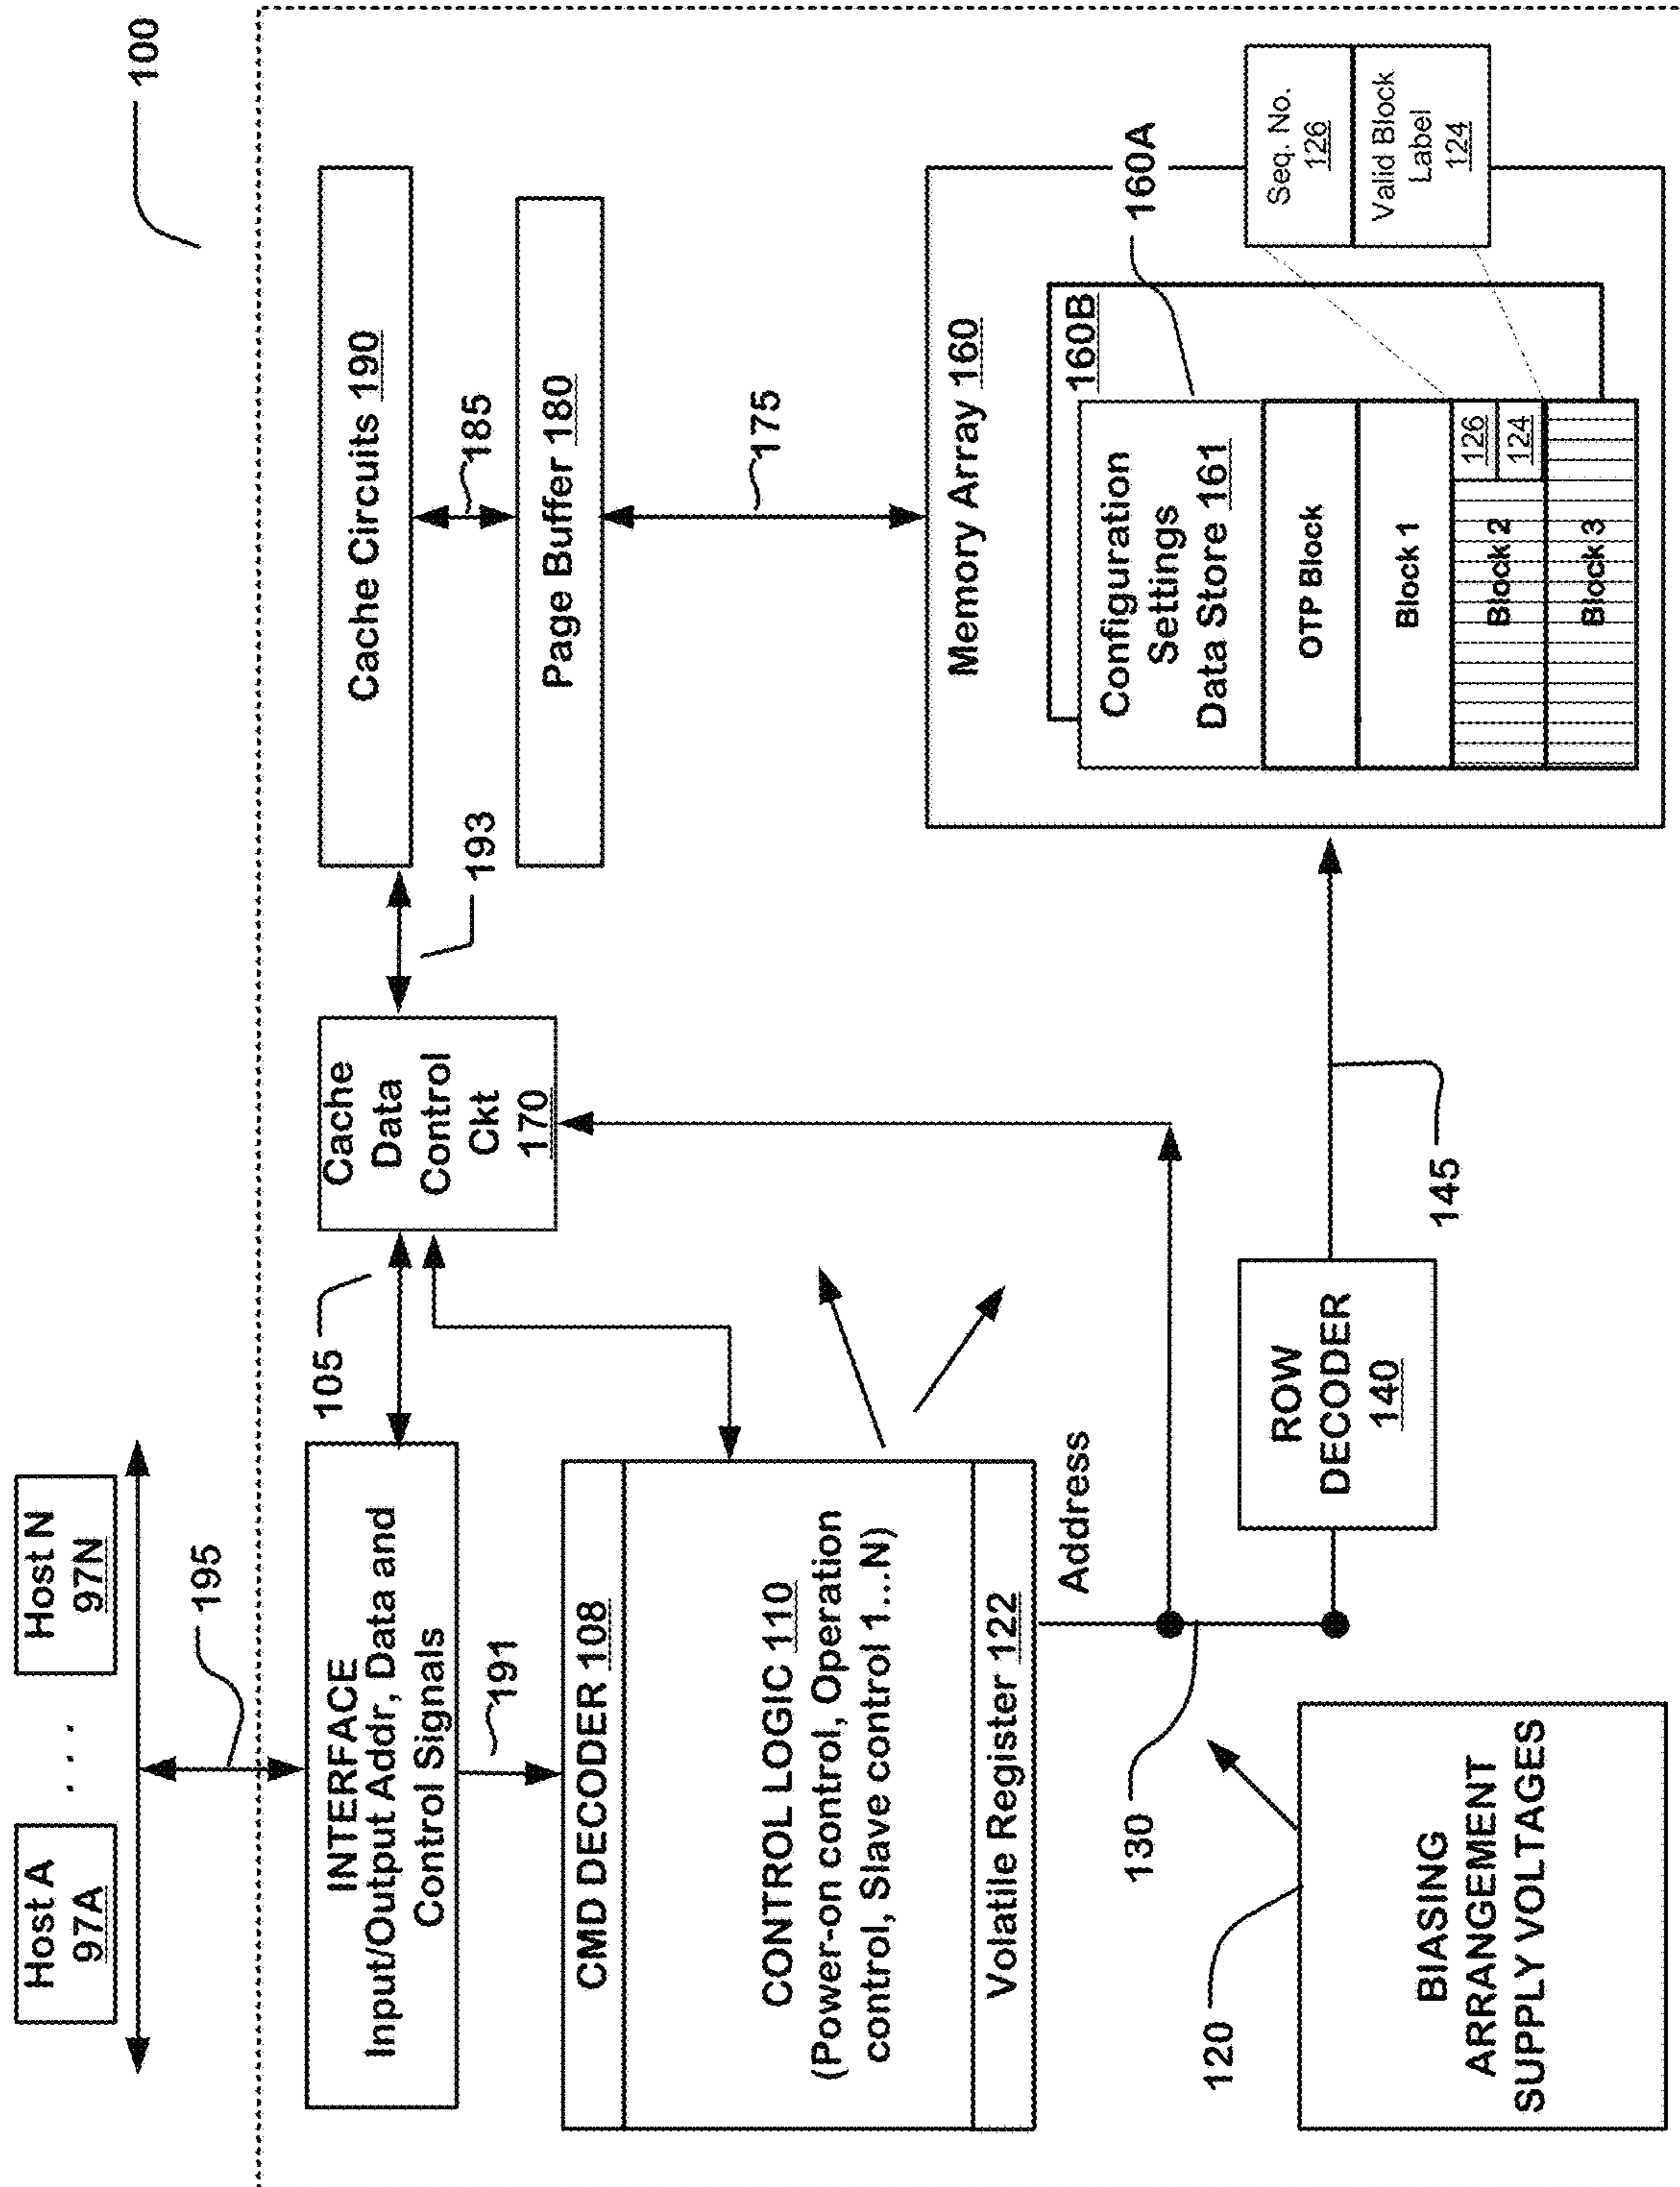 100
Host A
97A
. . .
Host N
97N
195
INTERFACE
Input/Output Addr, Data and
Control Signals
105
191
Cache
Data
Control
Ckt
170
193
Cache Circuits 190
185
Page Buffer 180
175
CMD DECODER 108
CONTROL LOGIC 110
(Power-on control, Operation
control, Slave control 1...N)
Volatile Register 122
Address
130
120
BIASING
ARRANGEMENT
SUPPLY VOLTAGES
ROW
DECODER
140
145
Memory Array 160
160B
160A
Configuration
Settings
Data Store 161
OTP Block
Block 1
Block 2
126
124
Block 3
Seq. No.
126
Valid Block
Label
124